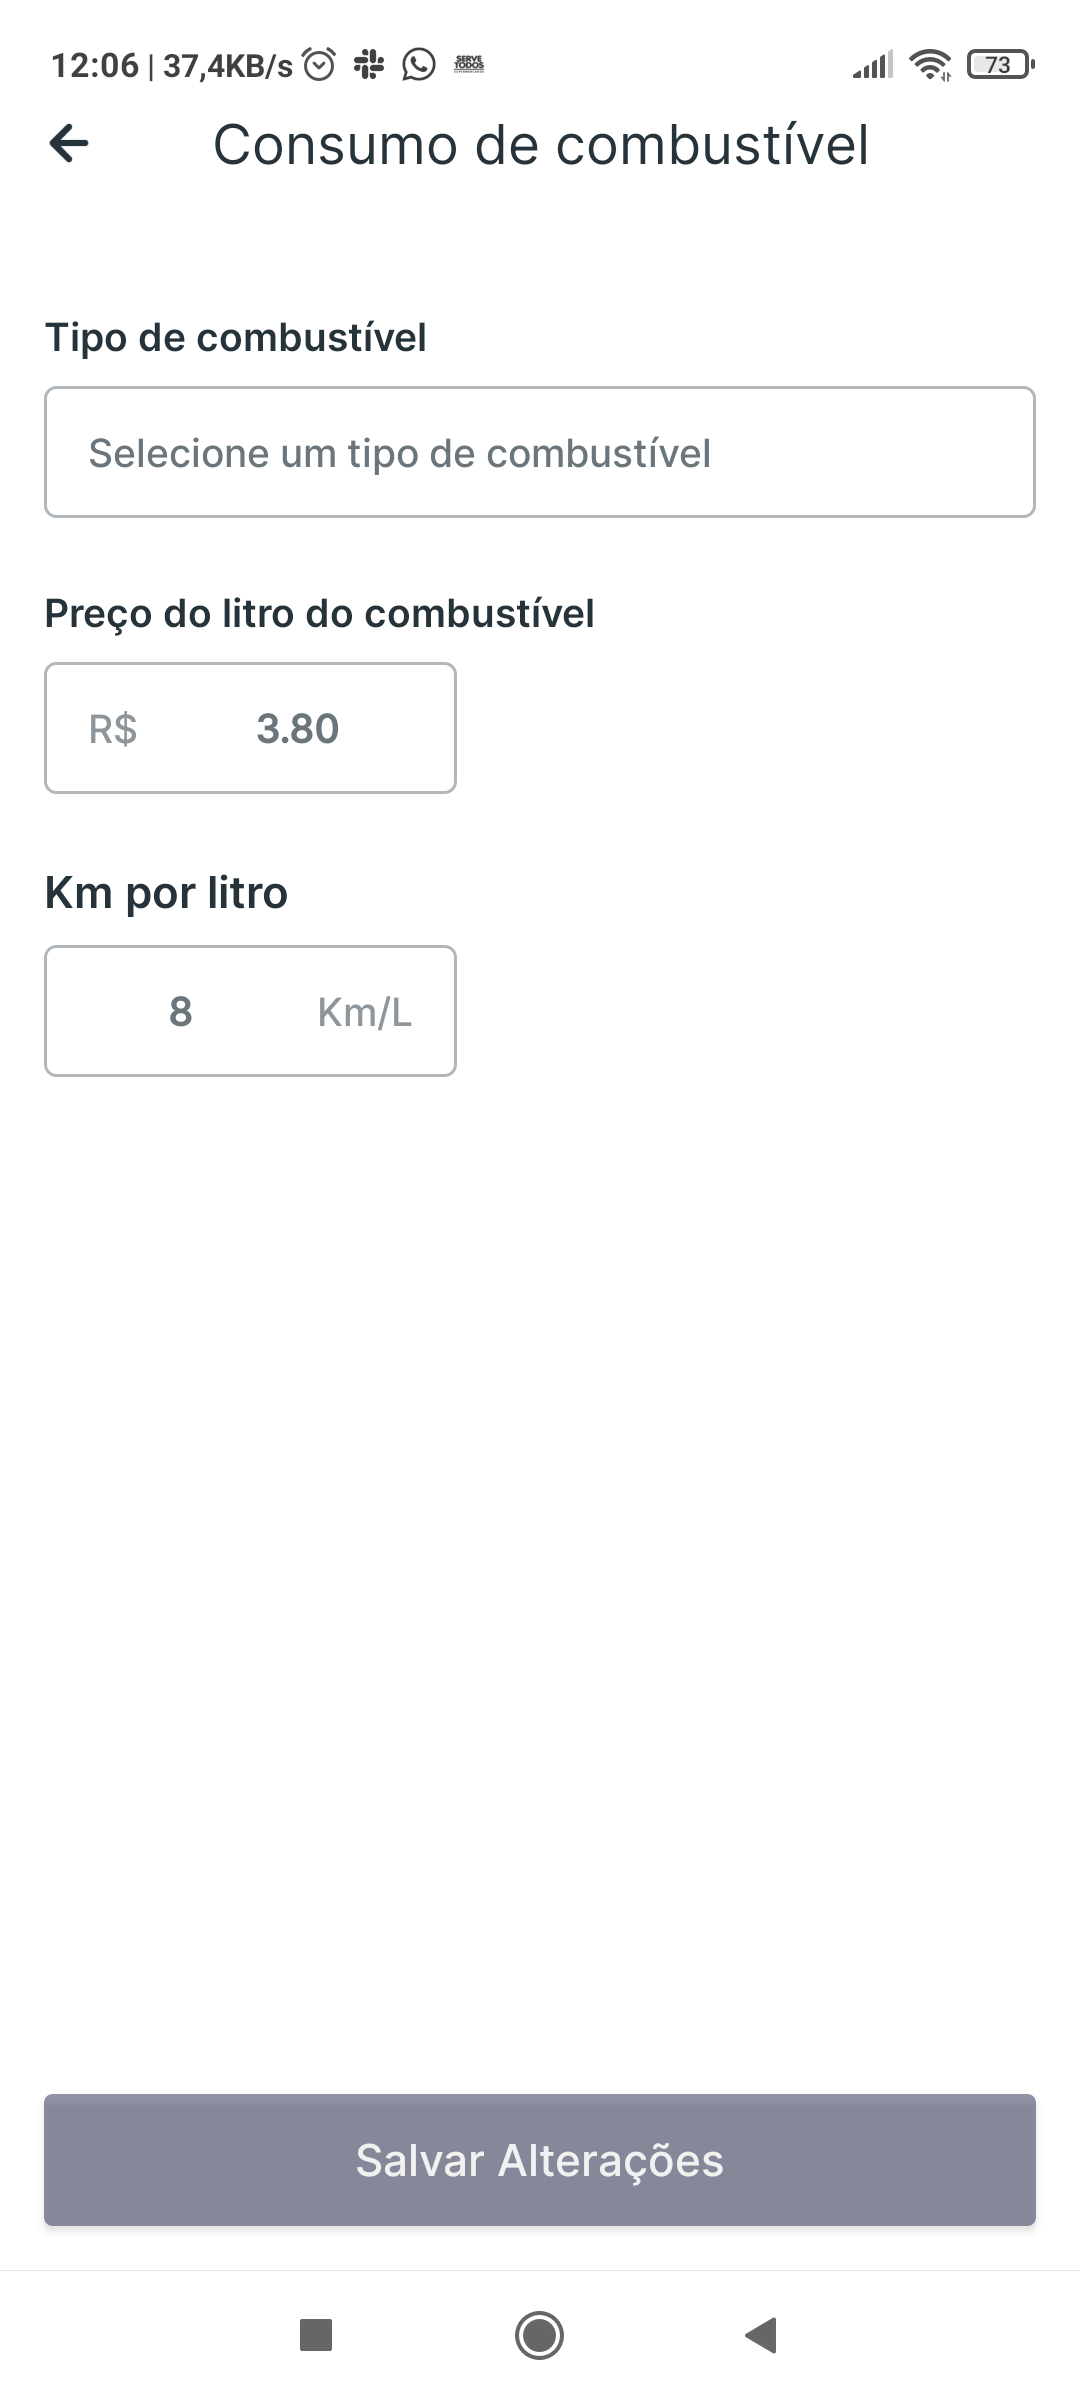 12:06 | 37,4KB/s SERVE TODOS 73
Consumo de combustível
Tipo de combustível
Selecione um tipo de combustível
Preço do litro do combustível
R$ 3.80
Km por litro
8 Km/L
Salvar Alterações